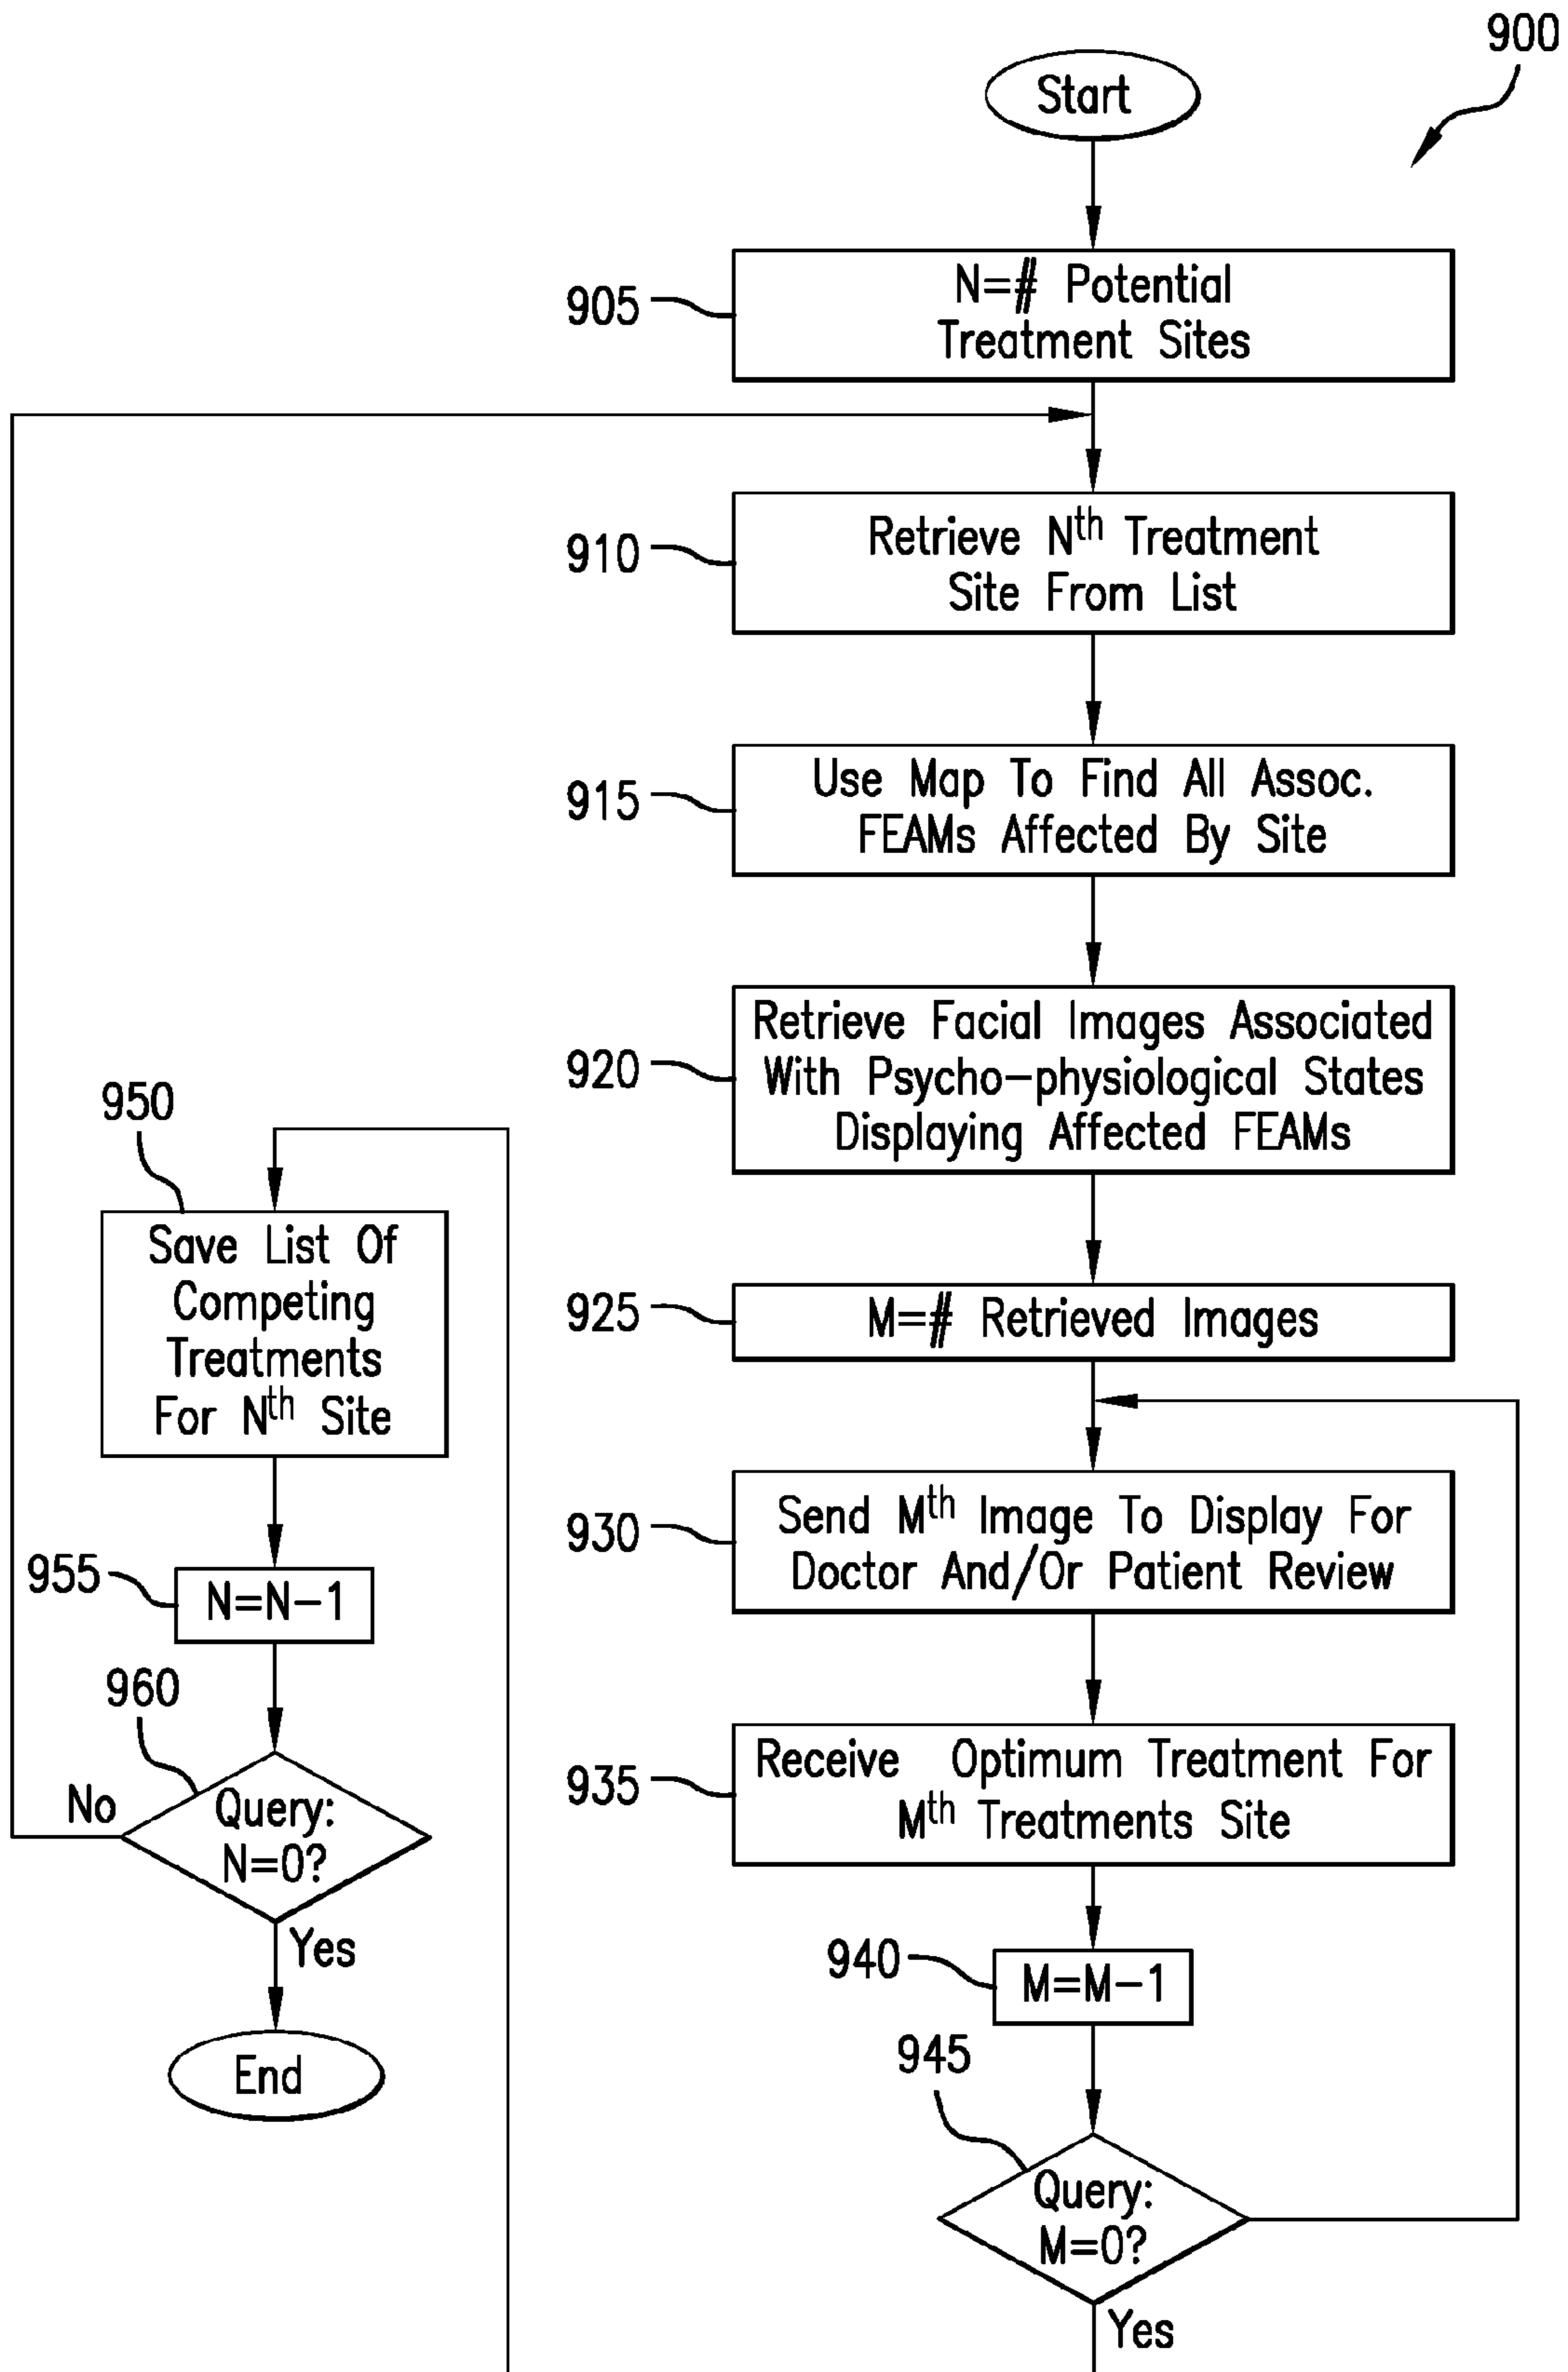 900
Start
905
N=# Potential
Treatment Sites
910
Retrieve Nth Treatment
Site From List
915
Use Map To Find All Assoc.
FEAMs Affected By Site
920
Retrieve Facial Images Associated
With Psycho-physiological States
Displaying Affected FEAMs
925
M=# Retrieved Images
930
Send Mth Image To Display For
Doctor And/Or Patient Review
935
Receive Optimum Treatment For
Mth Treatments Site
940
M=M-1
945
Query:
M=0?
Yes
950
Save List Of
Competing
Treatments
For Nth Site
955
N=N-1
960
No
Query:
N=0?
Yes
End